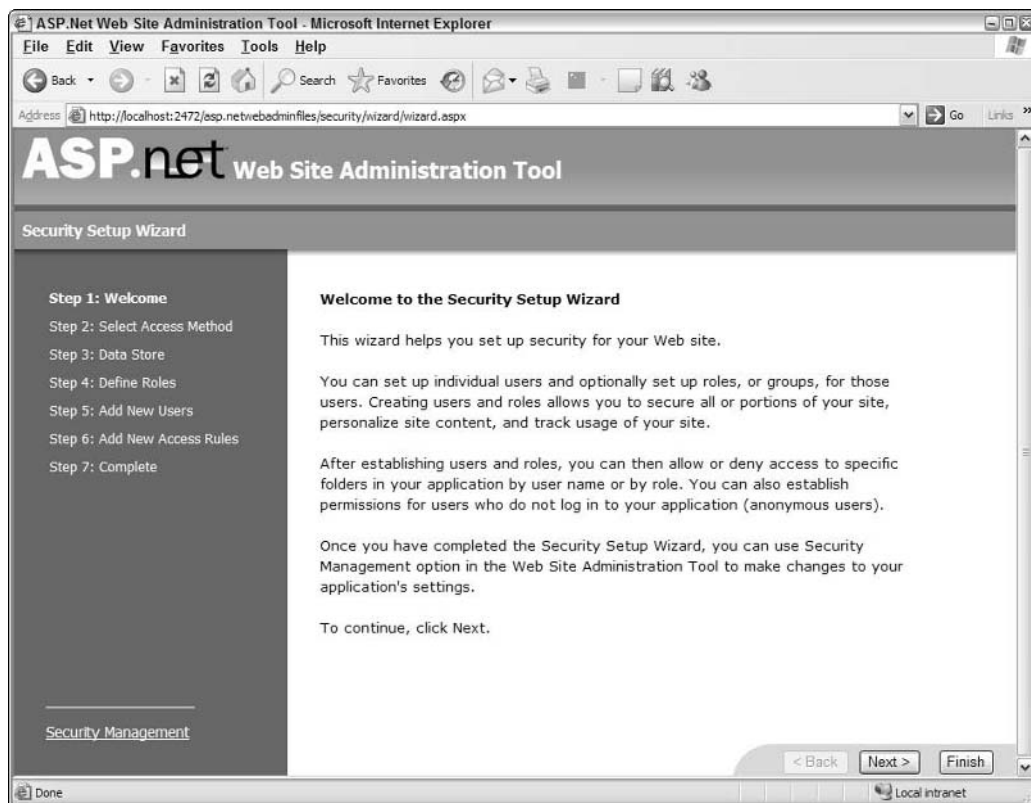 ASP.Net Web Site Administration Tool - Microsoft Internet Explorer
File Edit View Favorites Tools Help
Back Search Favorites
Address http://localhost:2472/asp.netwebadminfiles/security/wizard/wizard.aspx Go Links »
ASP.net Web Site Administration Tool
Security Setup Wizard
Step 1: Welcome
Step 2: Select Access Method
Step 3: Data Store
Step 4: Define Roles
Step 5: Add New Users
Step 6: Add New Access Rules
Step 7: Complete
Security Management
Welcome to the Security Setup Wizard
This wizard helps you set up security for your Web site.
You can set up individual users and optionally set up roles, or groups, for those
users. Creating users and roles allows you to secure all or portions of your site,
personalize site content, and track usage of your site.
After establishing users and roles, you can then allow or deny access to specific
folders in your application by user name or by role. You can also establish
permissions for users who do not log in to your application (anonymous users).
Once you have completed the Security Setup Wizard, you can use Security
Management option in the Web Site Administration Tool to make changes to your
application's settings.
To continue, click Next.
< Back Next > Finish
Done Local intranet